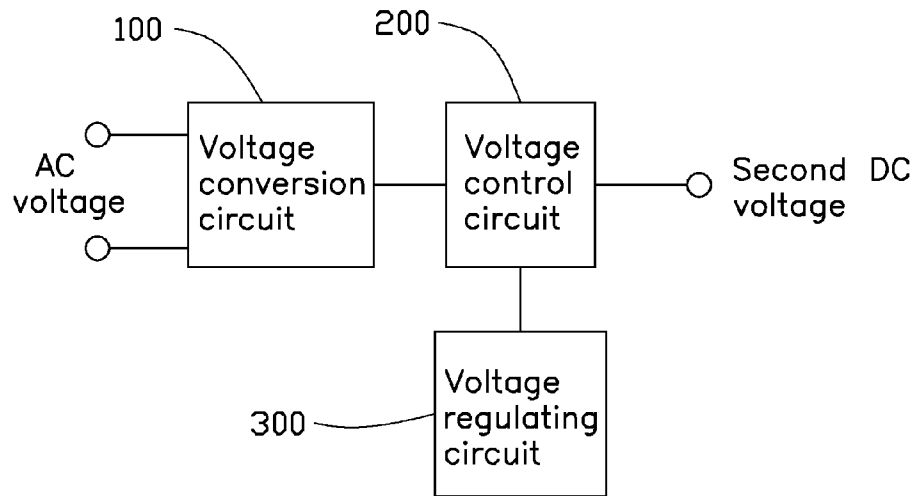 100
200
AC
voltage
Voltage
conversion
circuit
Voltage
control
circuit
Second DC
voltage
300
Voltage
regulating
circuit